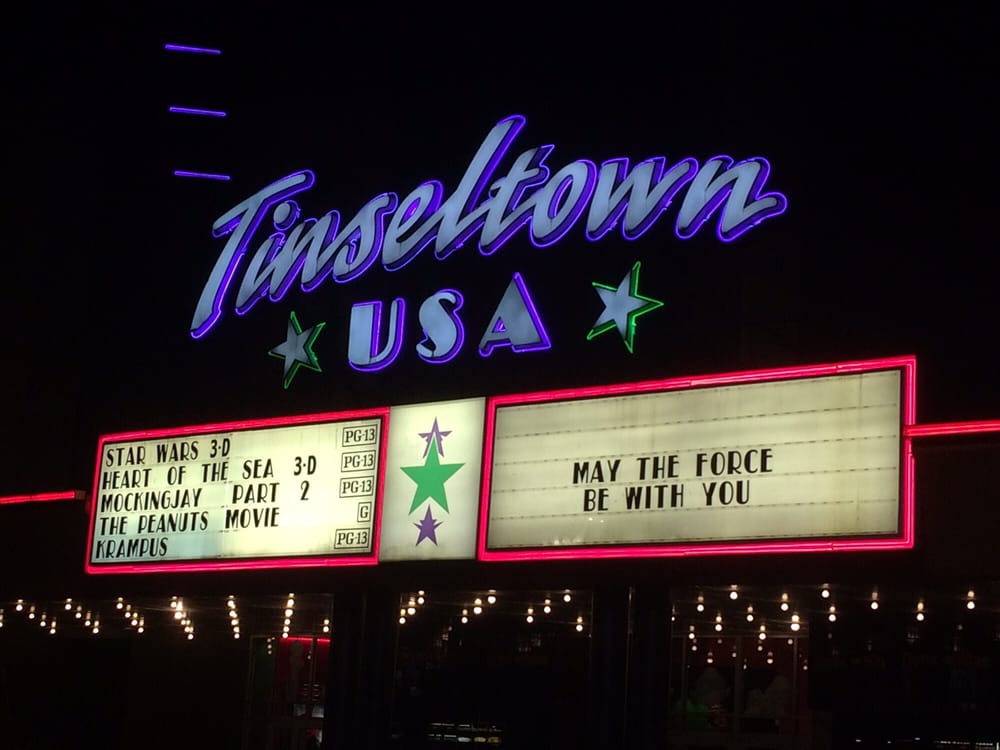 Tinseltown
USA
STAR WARS 3-D PG-13
HEART OF THE SEA 3-D PG-13
MOCKINGJAY PART 2 PG-13
THE PEANUTS MOVIE G
KRAMPUS PG-13
MAY THE FORCE
BE WITH YOU